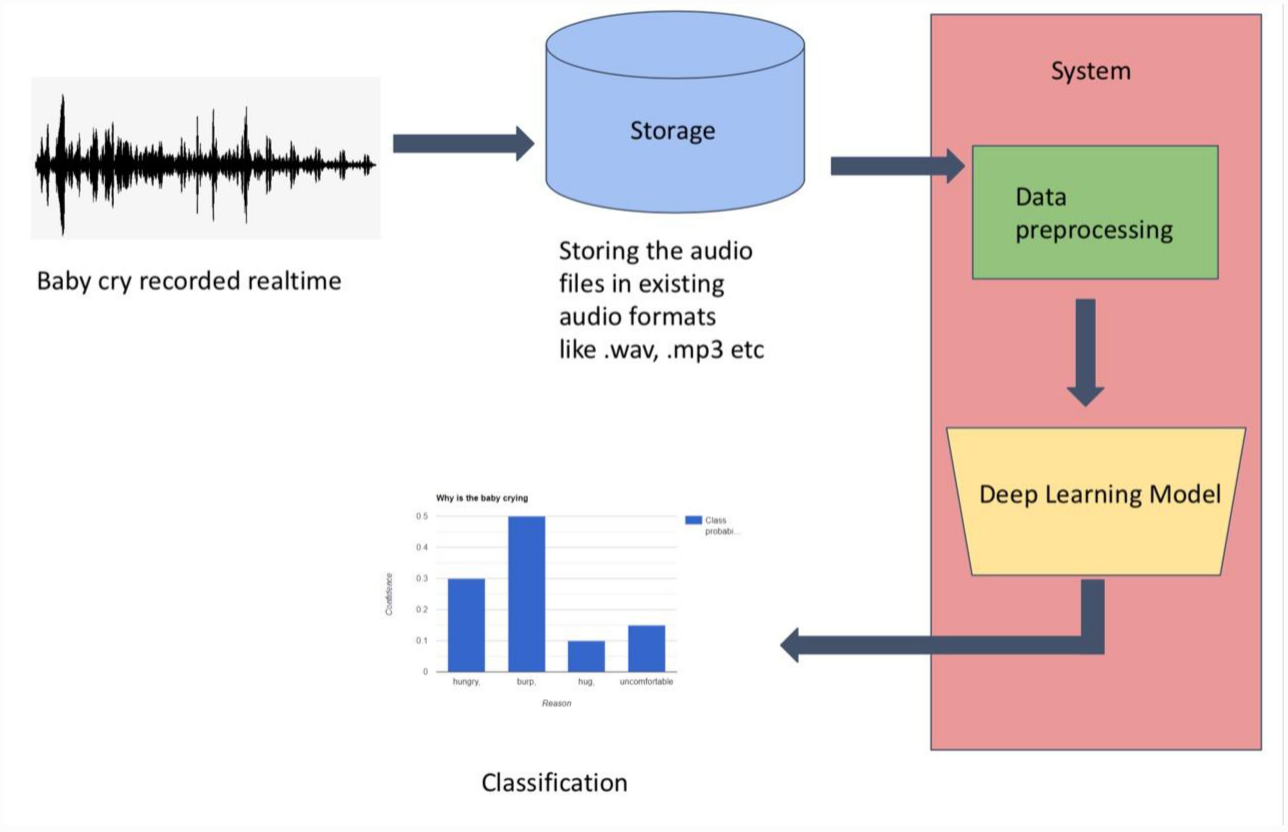 System
Storage
Data
preprocessing
Baby cry recorded realtime
Storing the audio
files in existing
audio formats
like .wav, .mp3 etc
Deep Learning Model
Why is the baby crying
0.5
0.4
0.3
0.2
0.1
0
Confidence
Class
probabi...
hungry, burp, hug, uncomfortable
Reason
Classification